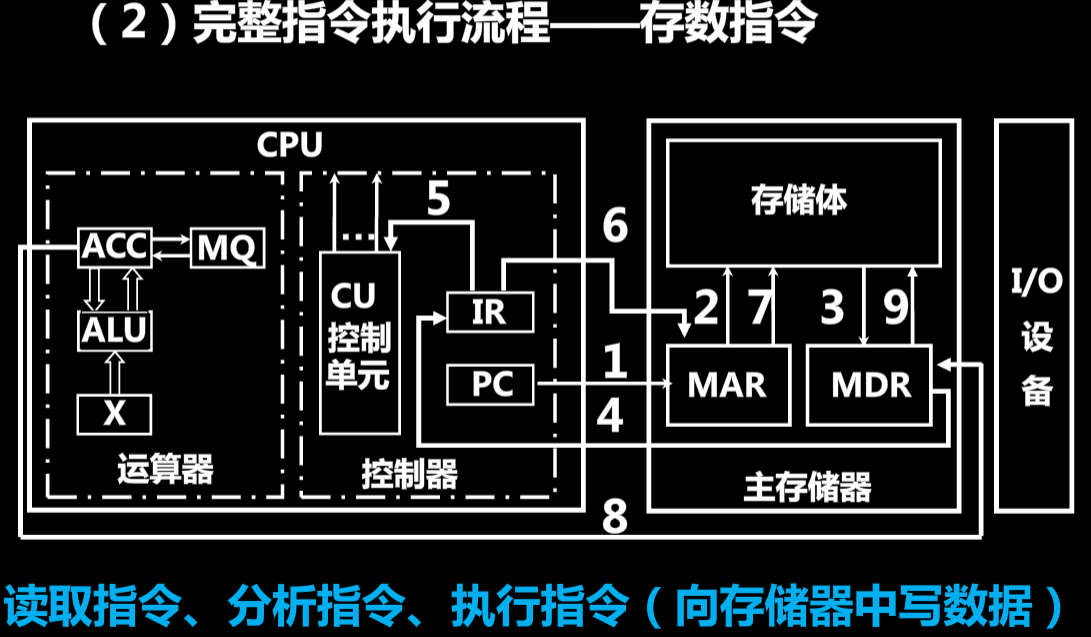 （2）完整指令执行流程——存数指令
CPU
5
6
存储体
ACC
MQ
CU
控制
单元
IR
2
7
3
9
I/O
设
备
ALU
PC
1
4
MAR
MDR
X
运算器
控制器
主存储器
8
读取指令、分析指令、执行指令（向存储器中写数据）